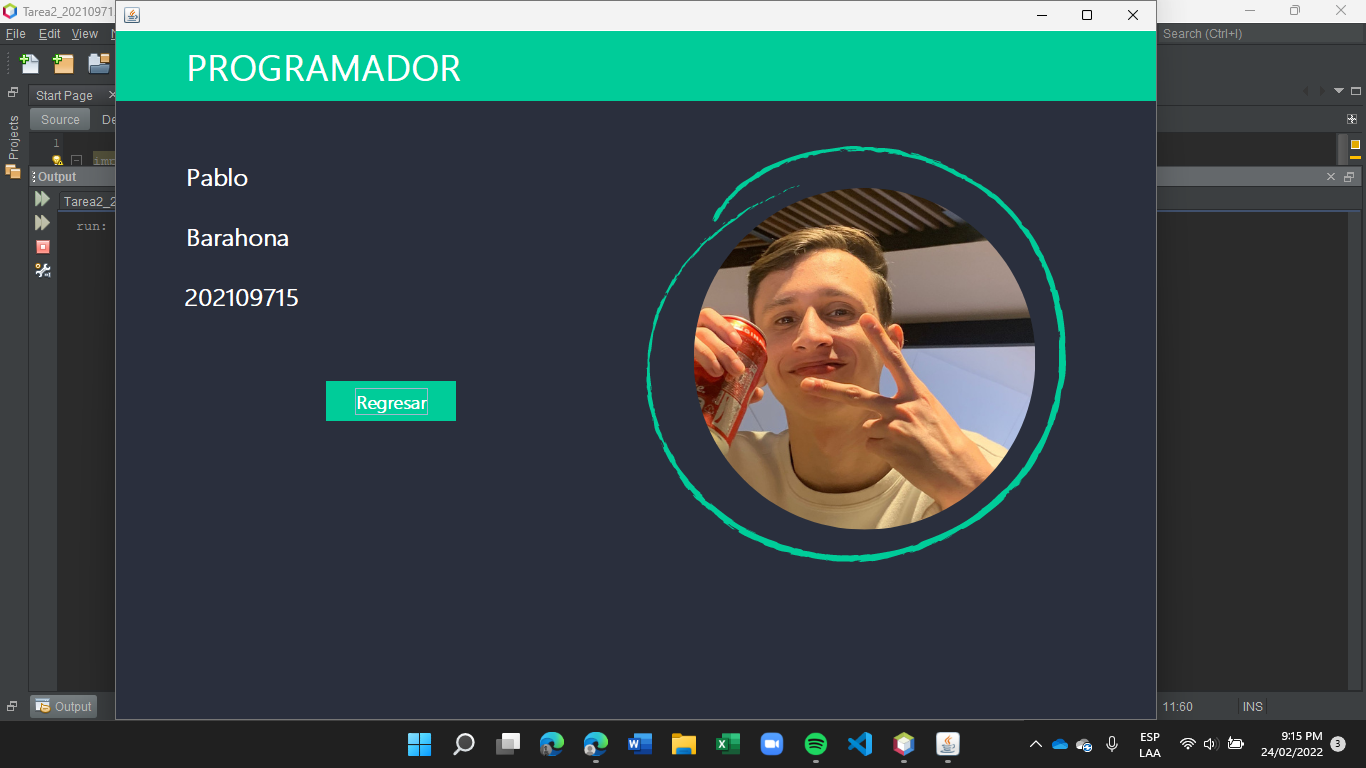 Tarea2_20210971
File Edit View N
Search (Ctrl+I)
PROGRAMADOR
Start Page
Source De
Projects
1
imp
Output
Tarea2_2
run:
Pablo
Barahona
202109715
Regresar
Output
11:60 INS
ESP
LAA
9:15 PM
24/02/2022
3